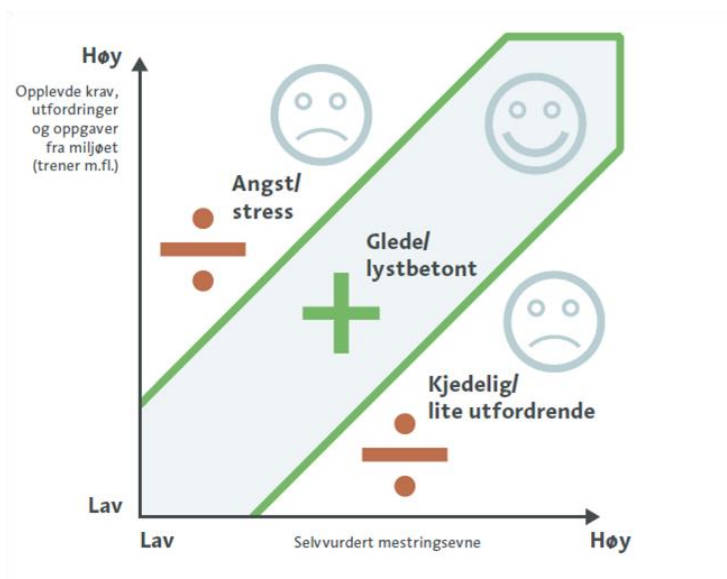 Høy
Opplevde krav,
utfordringer
og oppgaver
fra miljøet
(trener m.fl.)
Angst/
stress
Glede/
lystbetont
Kjedelig/
lite utfordrende
Lav
Lav
Selvvurdert mestringsevne
Høy